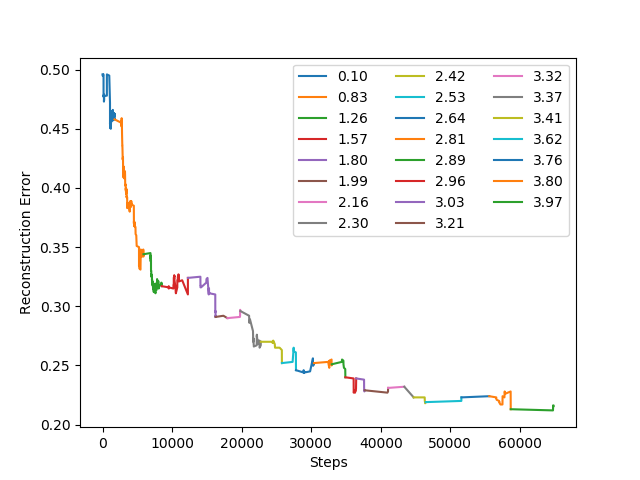 0.50
0.45
0.40
0.35
0.30
0.25
0.20
Reconstruction Error
0.10 2.42 3.32
0.83 2.53 3.37
1.26 2.64 3.41
1.57 2.81 3.62
1.80 2.89 3.76
1.99 2.96 3.80
2.16 3.03 3.97
2.30 3.21
0 10000 20000 30000 40000 50000 60000
Steps